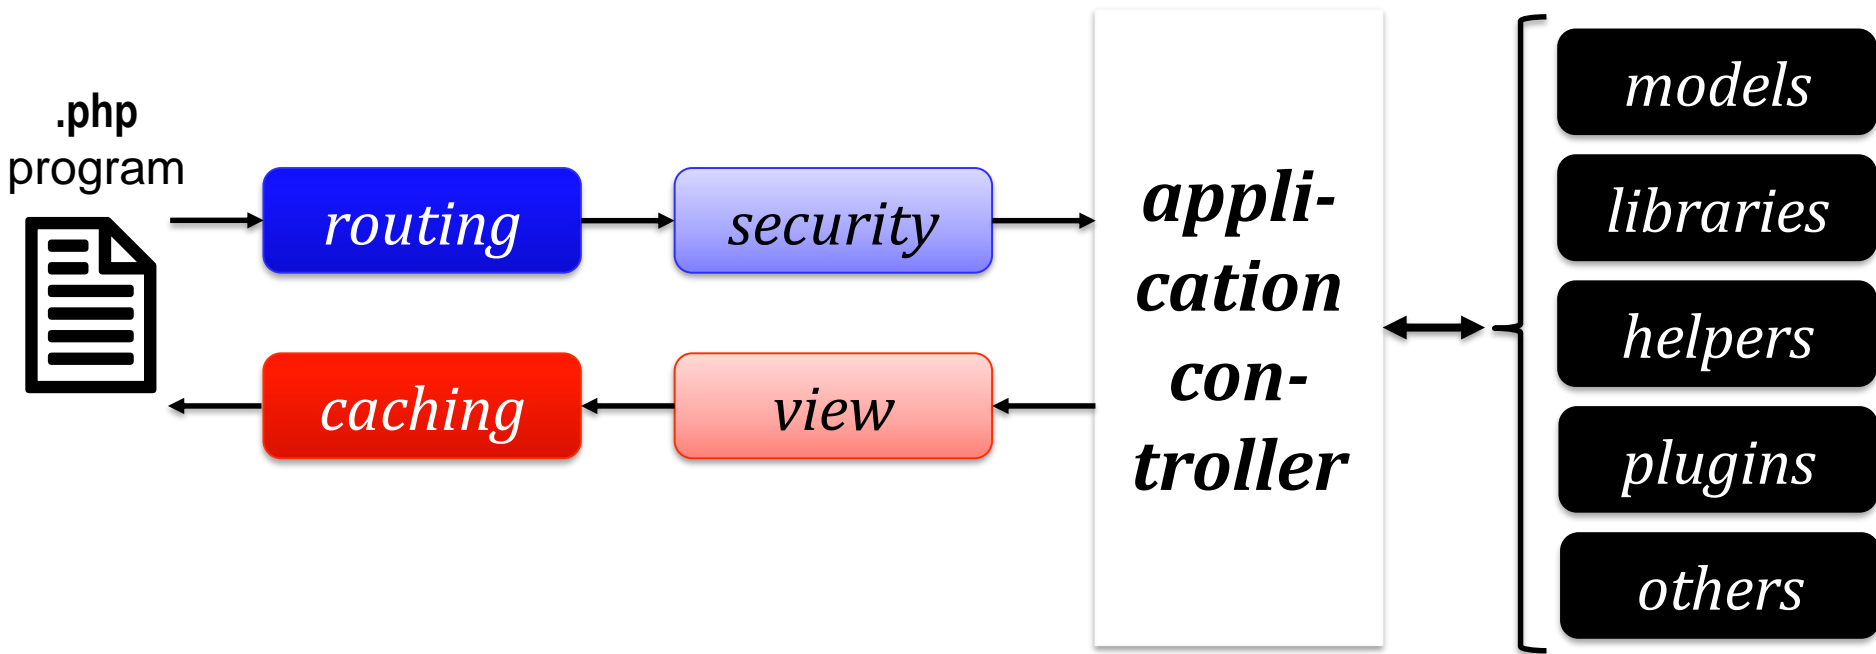 .php
program
routing
security
caching
view
appli-
cation
con-
troller
models
libraries
helpers
plugins
others